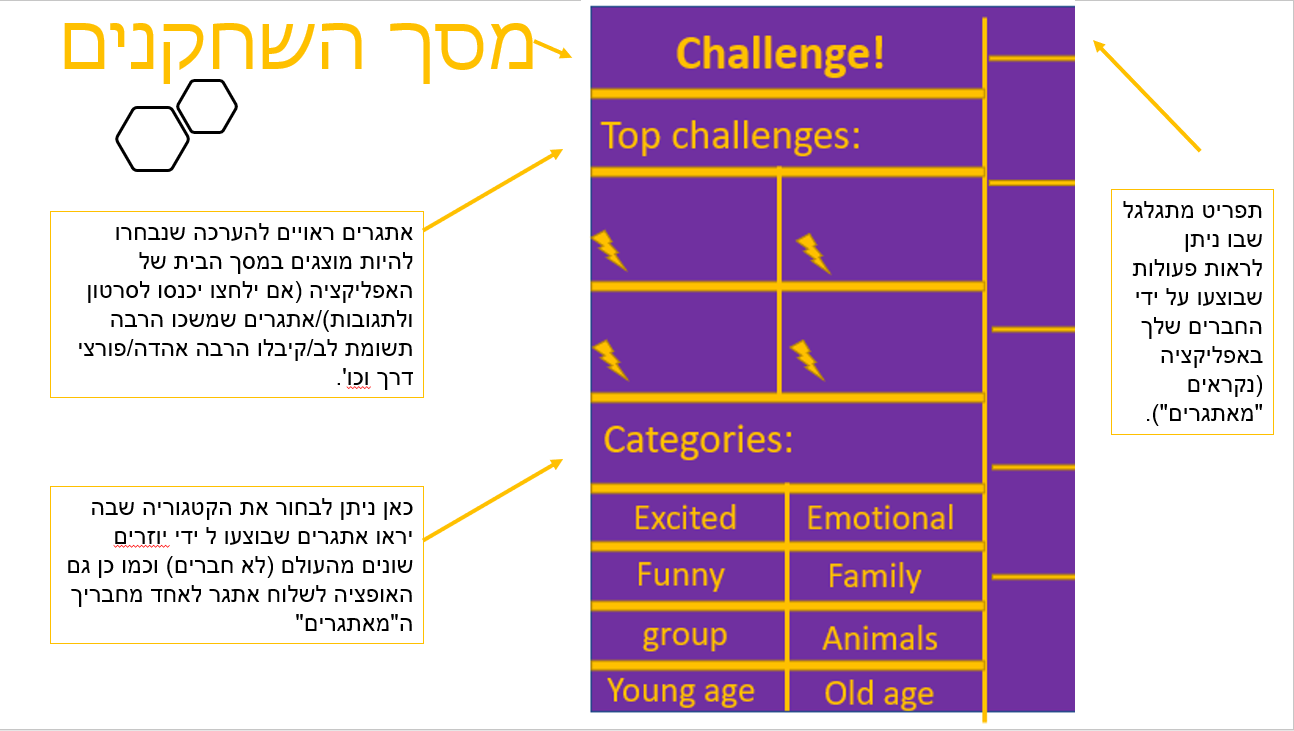 מסך השחקנים
Challenge!
Top challenges:
Categories:
Excited
Emotional
Funny
Family
group
Animals
Young age
Old age
תפריט מתגלגל
שבו ניתן
לראות פעולות
שבוצעו על ידי
החברים שלך
באפליקציה
(נקראים
"מאתגרים").
אתגרים ראויים להערכה שנבחרו
להיות מוצגים במסך הבית של
האפליקציה (אם ילחצו יכנסו לסרטון
ולתגובות)/אתגרים שמשכו הרבה
תשומת לב/קיבלו הרבה אהדה/פורצי
דרך וכו'.
כאן ניתן לבחור את הקטגוריה שבה
יראו אתגרים שבוצעו ל ידי יוזרים
שונים מהעולם (לא חברים) וכמו כן גם
האופציה לשלוח אתגר לאחד מחבריך
ה"מאתגרים"